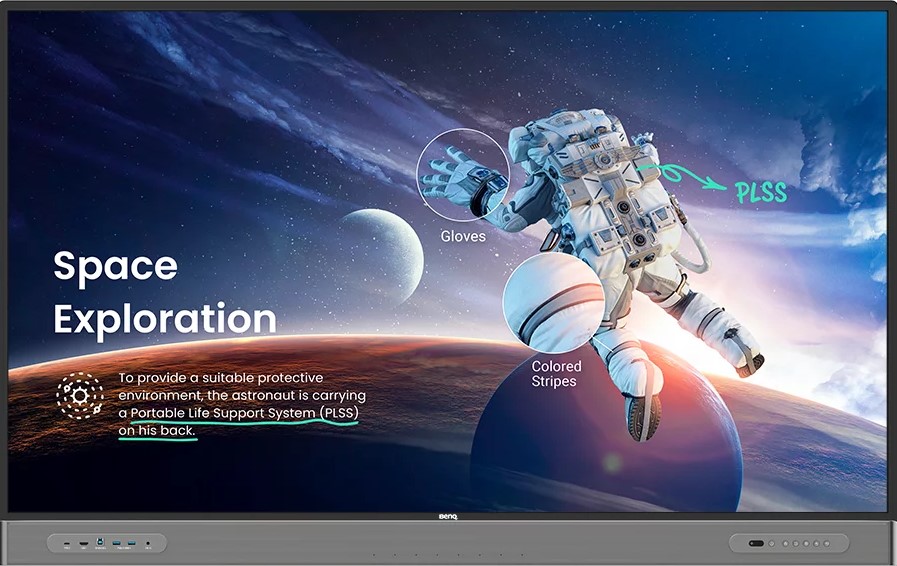 PLSS
Gloves
Space
Exploration
Colored
Stripes
To provide a suitable protective
environment, the astronaut is carrying
a Portable Life Support System (PLSS)
on his back.
BenQ